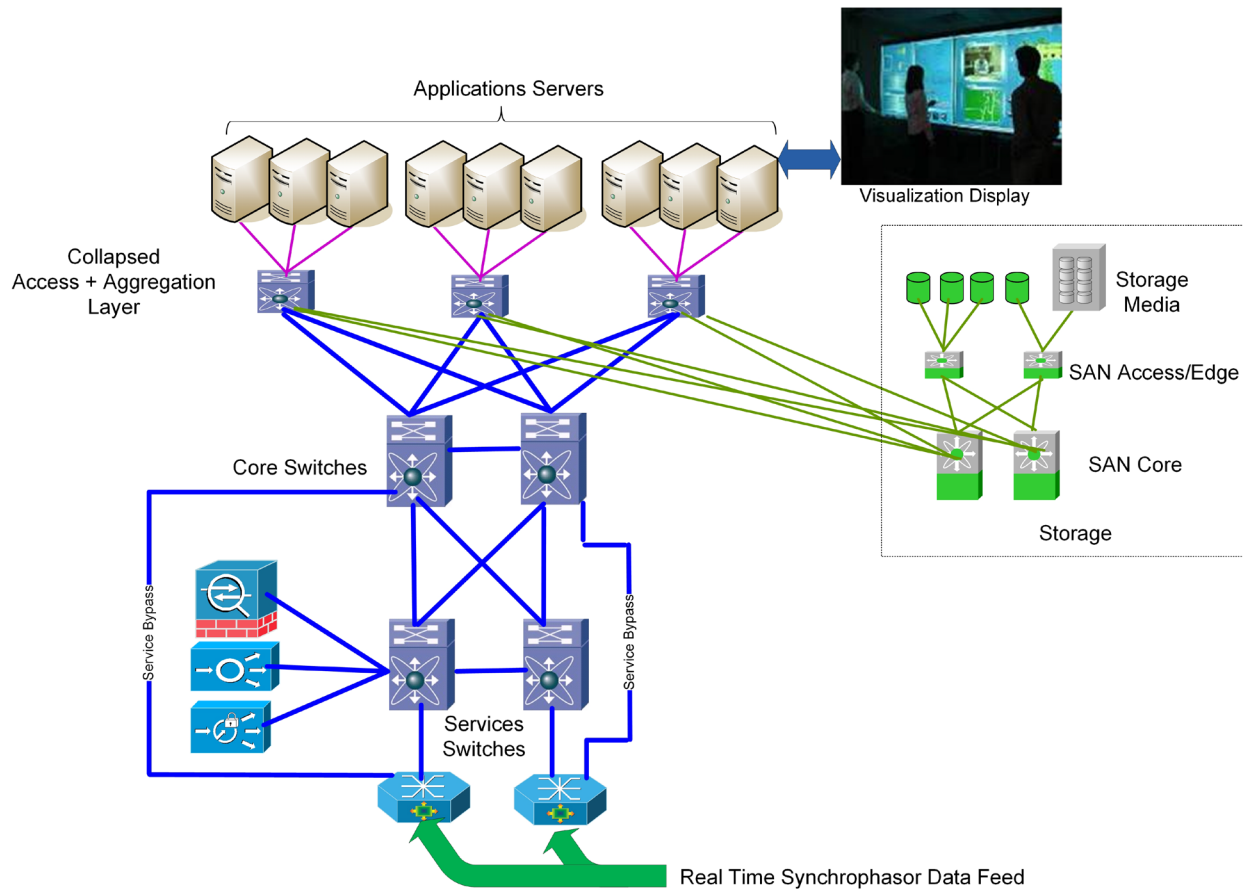 Applications Servers
Visualization Display
Collapsed
Access + Aggregation
Layer
Storage
Media
SAN Access/Edge
SAN Core
Storage
Core Switches
Service Bypass
Service Bypass
Services
Switches
Real Time Synchrophasor Data Feed